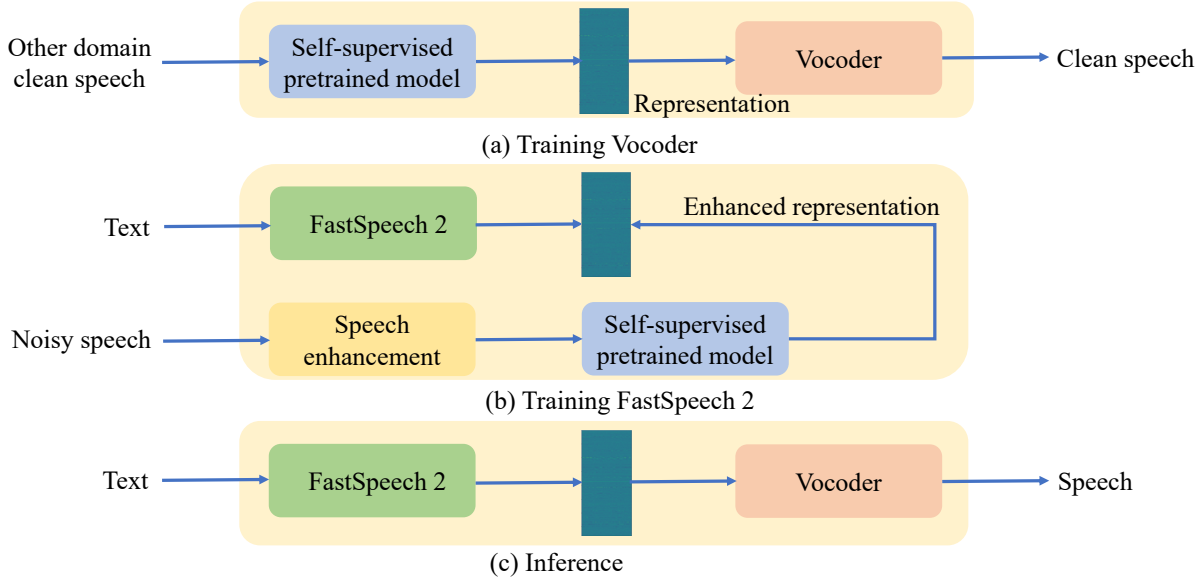 Other domain
clean speech
Self-supervised
pretrained model
Representation
Vocoder
Clean speech
(a) Training Vocoder
Text
FastSpeech 2
Enhanced representation
Noisy speech
Speech
enhancement
Self-supervised
pretrained model
(b) Training FastSpeech 2
Text
FastSpeech 2
Vocoder
Speech
(c) Inference